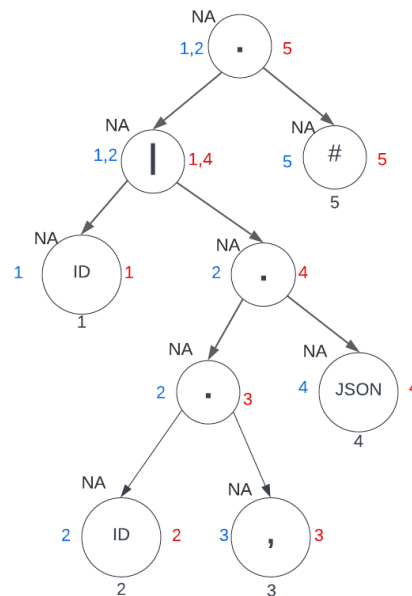 NA
1,2 . 5
NA NA
1,2 | 1,4 5 # 5
5
NA NA
1 ID 1 2 . 4
1
NA NA
2 . 3 4 JSON 4
4
NA NA
2 ID 2 3 , 3
2 3